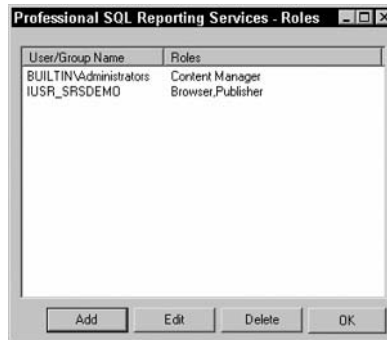 Professional SQL Reporting Services - Roles
User/Group Name Roles
BUILTIN\Administrators Content Manager
IUSR_SRSDEMO Browser,Publisher
Add Edit Delete OK